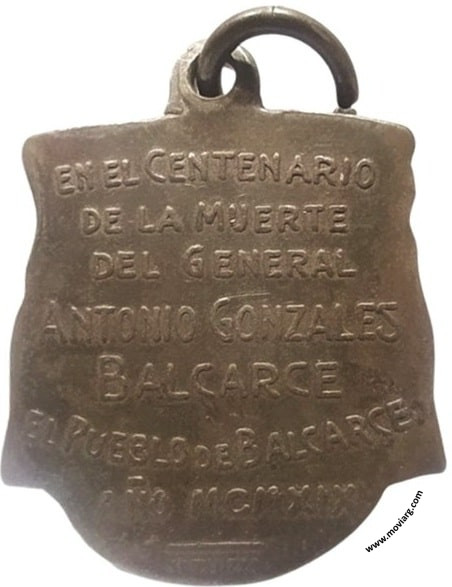 EN EL CENTENARIO
DE LA MUERTE
DEL GENERAL
ANTONIO GONZALES
BALCARCE
EL PUEBLO DE BALCARCE
AÑO MCMXIX
www.moviarg.com